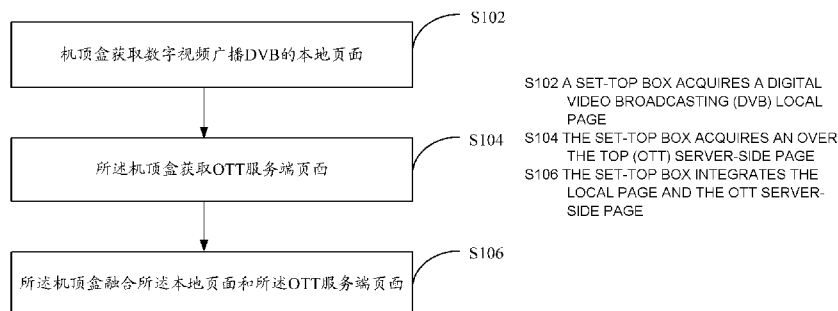 S102
机顶盒获取数字视频广播DVB的本地页面
S104
所述机顶盒获取OTT服务端页面
S106
所述机顶盒融合所述本地页面和所述OTT服务端页面
S102 A SET-TOP BOX ACQUIRES A DIGITAL
VIDEO BROADCASTING (DVB) LOCAL
PAGE
S104 THE SET-TOP BOX ACQUIRES AN OVER
THE TOP (OTT) SERVER-SIDE PAGE
S106 THE SET-TOP BOX INTEGRATES THE
LOCAL PAGE AND THE OTT SERVER-
SIDE PAGE